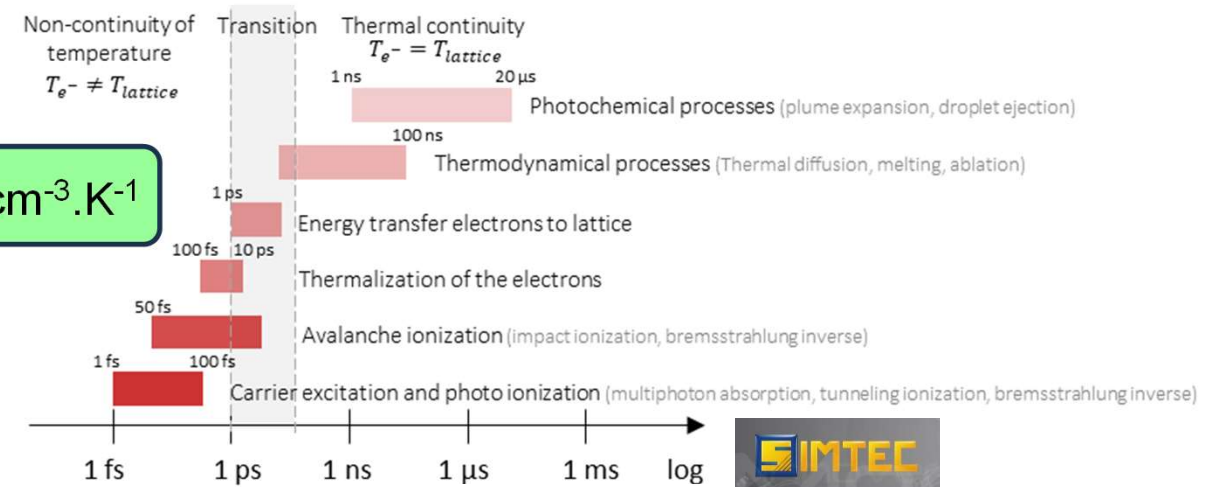 Non-continuity of temperature
Tₑ- ≠ T_lattice
Transition
Thermal continuity
Tₑ- = T_lattice
1 ns 20 µs
Photochemical processes (plume expansion, droplet ejection)
100 ns
Thermodynamical processes (Thermal diffusion, melting, ablation)
cm⁻³.K⁻¹
1 ps
Energy transfer electrons to lattice
100 fs 10 ps
Thermalization of the electrons
50 fs
Avalanche ionization (impact ionization, bremsstrahlung inverse)
1 fs 100 fs
Carrier excitation and photo ionization (multiphoton absorption, tunneling ionization, bremsstrahlung inverse)
1 fs 1 ps 1 ns 1 µs 1 ms log
SIMTEC